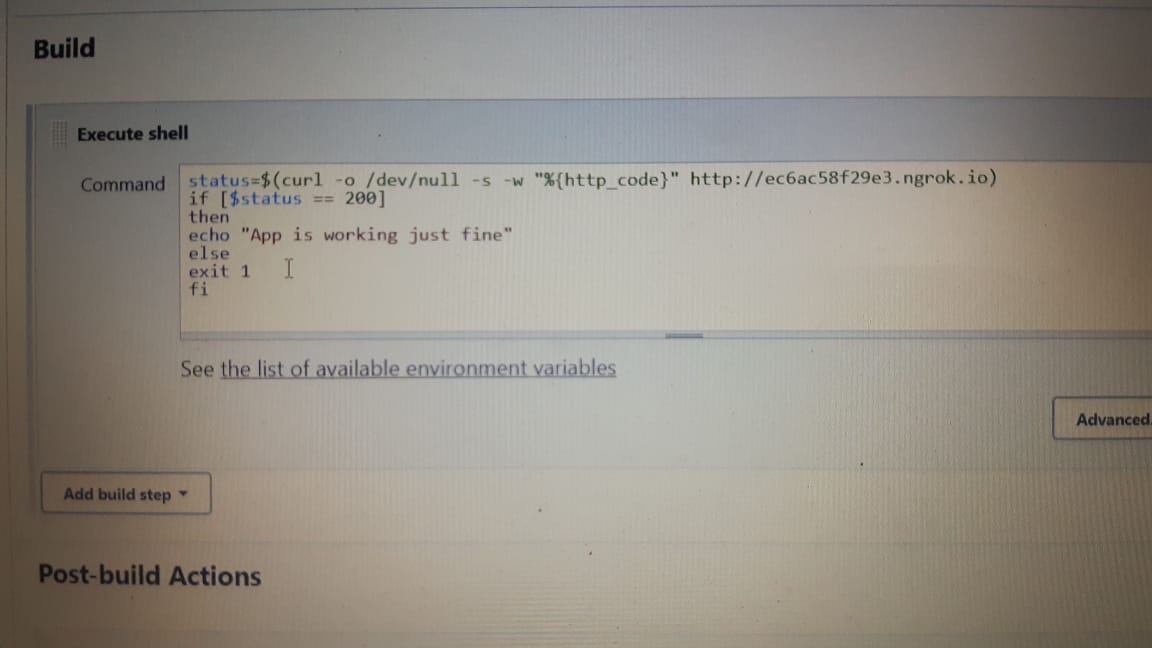 Build
Execute shell
Command
status=$(curl -o /dev/null -s -w "%{http_code}" http://ec6ac58f29e3.ngrok.io)
if [$status == 200]
then
echo "App is working just fine"
else
exit 1
fi
See the list of available environment variables
Advanced.
Add build step
Post-build Actions